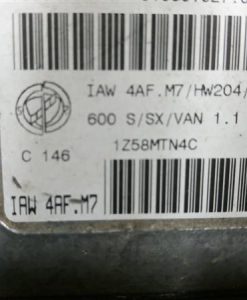 IAW 4AF.M7/HW204/
600 S/SX/VAN 1.1
1Z58MTN4C
C 146
IAW 4AF.M7